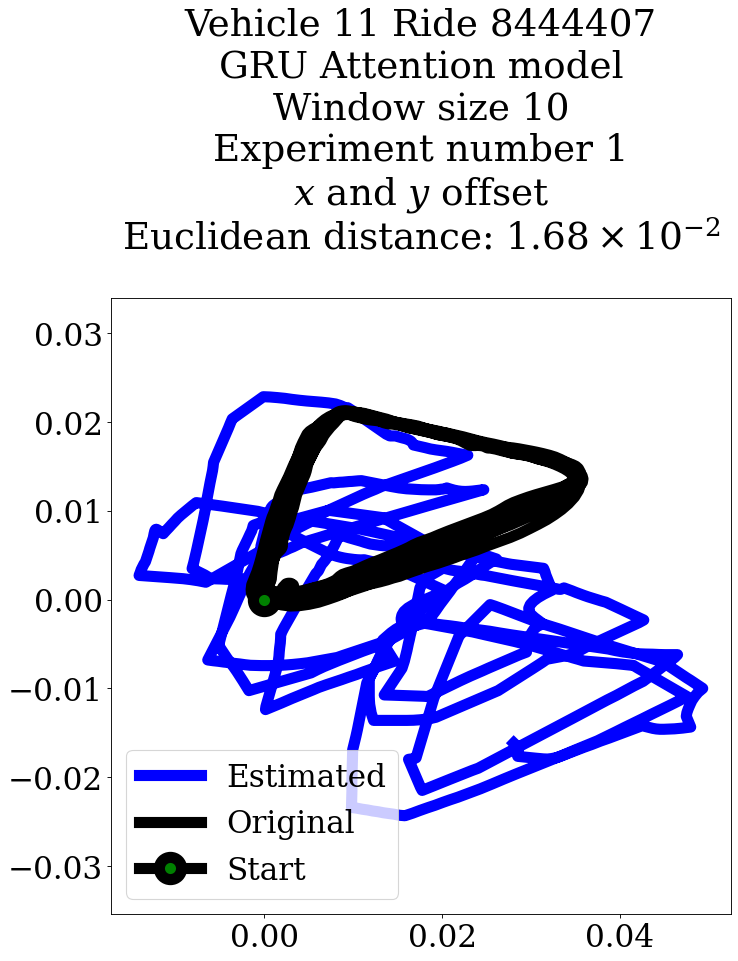 Vehicle 11 Ride 8444407
GRU Attention model
Window size 10
Experiment number 1
x and y offset
Euclidean distance: 1.68 × 10⁻²
0.03
0.02
0.01
0.00
−0.01
−0.02
−0.03
Estimated
Original
Start
0.00 0.02 0.04